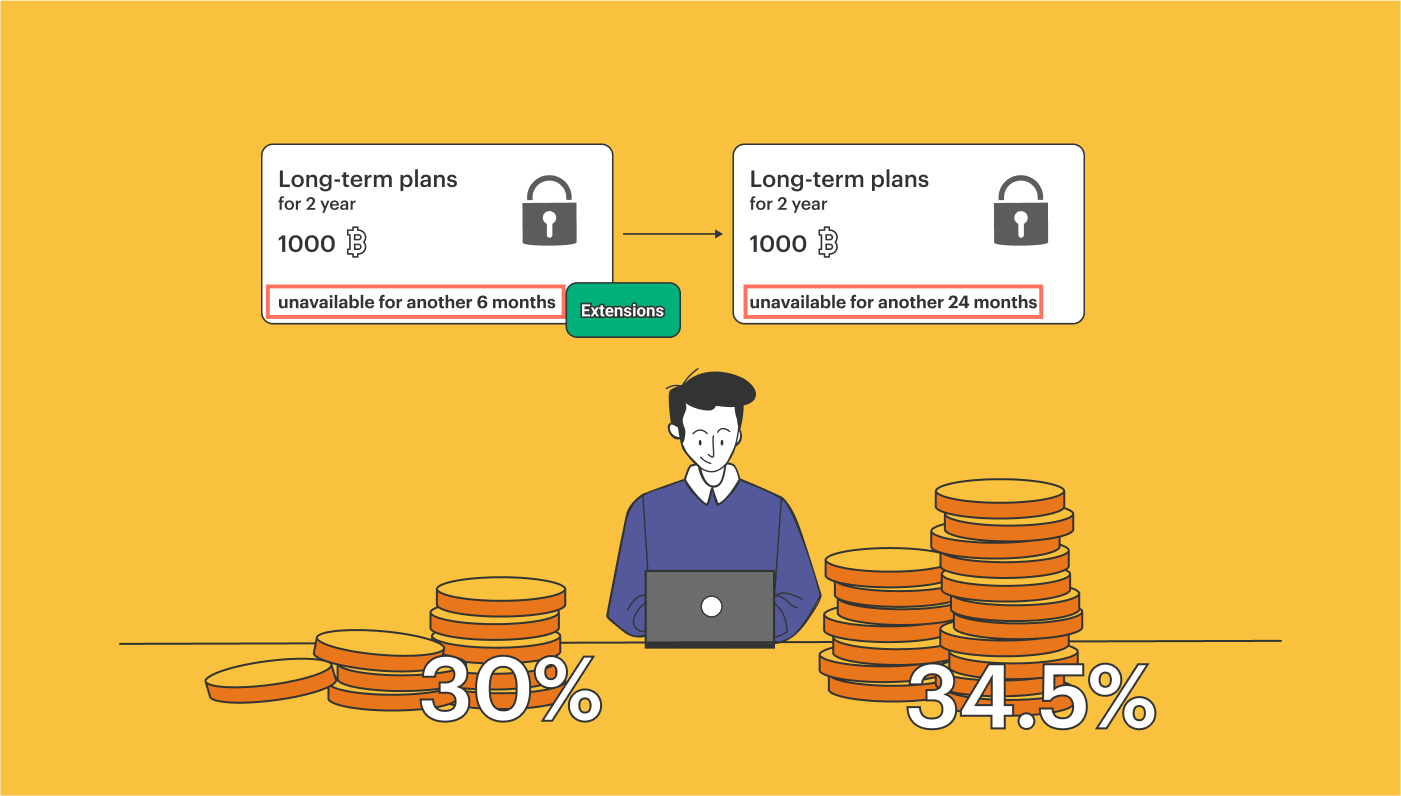 Long-term plans
for 2 year
1000 ₿
unavailable for another 6 months
Extensions
Long-term plans
for 2 year
1000 ₿
unavailable for another 24 months
30%
34.5%